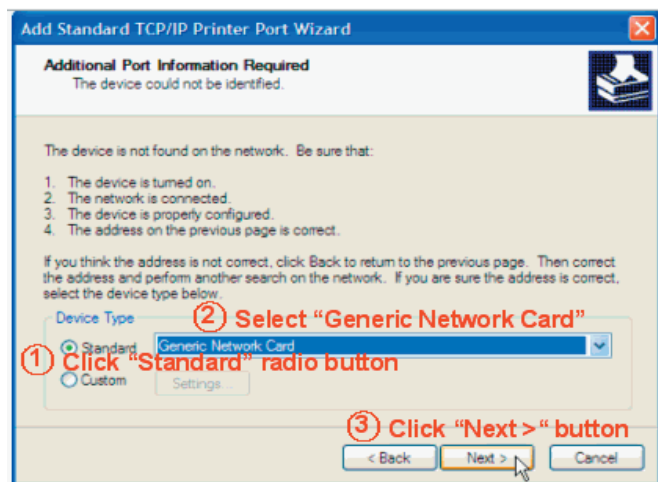 Add Standard TCP/IP Printer Port Wizard
Additional Port Information Required
The device could not be identified.
The device is not found on the network. Be sure that:
1. The device is turned on.
2. The network is connected.
3. The device is properly configured.
4. The address on the previous page is correct.
If you think the address is not correct, click Back to return to the previous page. Then correct
the address and perform another search on the network. If you are sure the address is correct,
select the device type below.
Device Type
2 Select “Generic Network Card”
Standard Generic Network Card
1 Click “Standard” radio button
Custom Settings...
3 Click “Next >“ button
< Back Next > Cancel